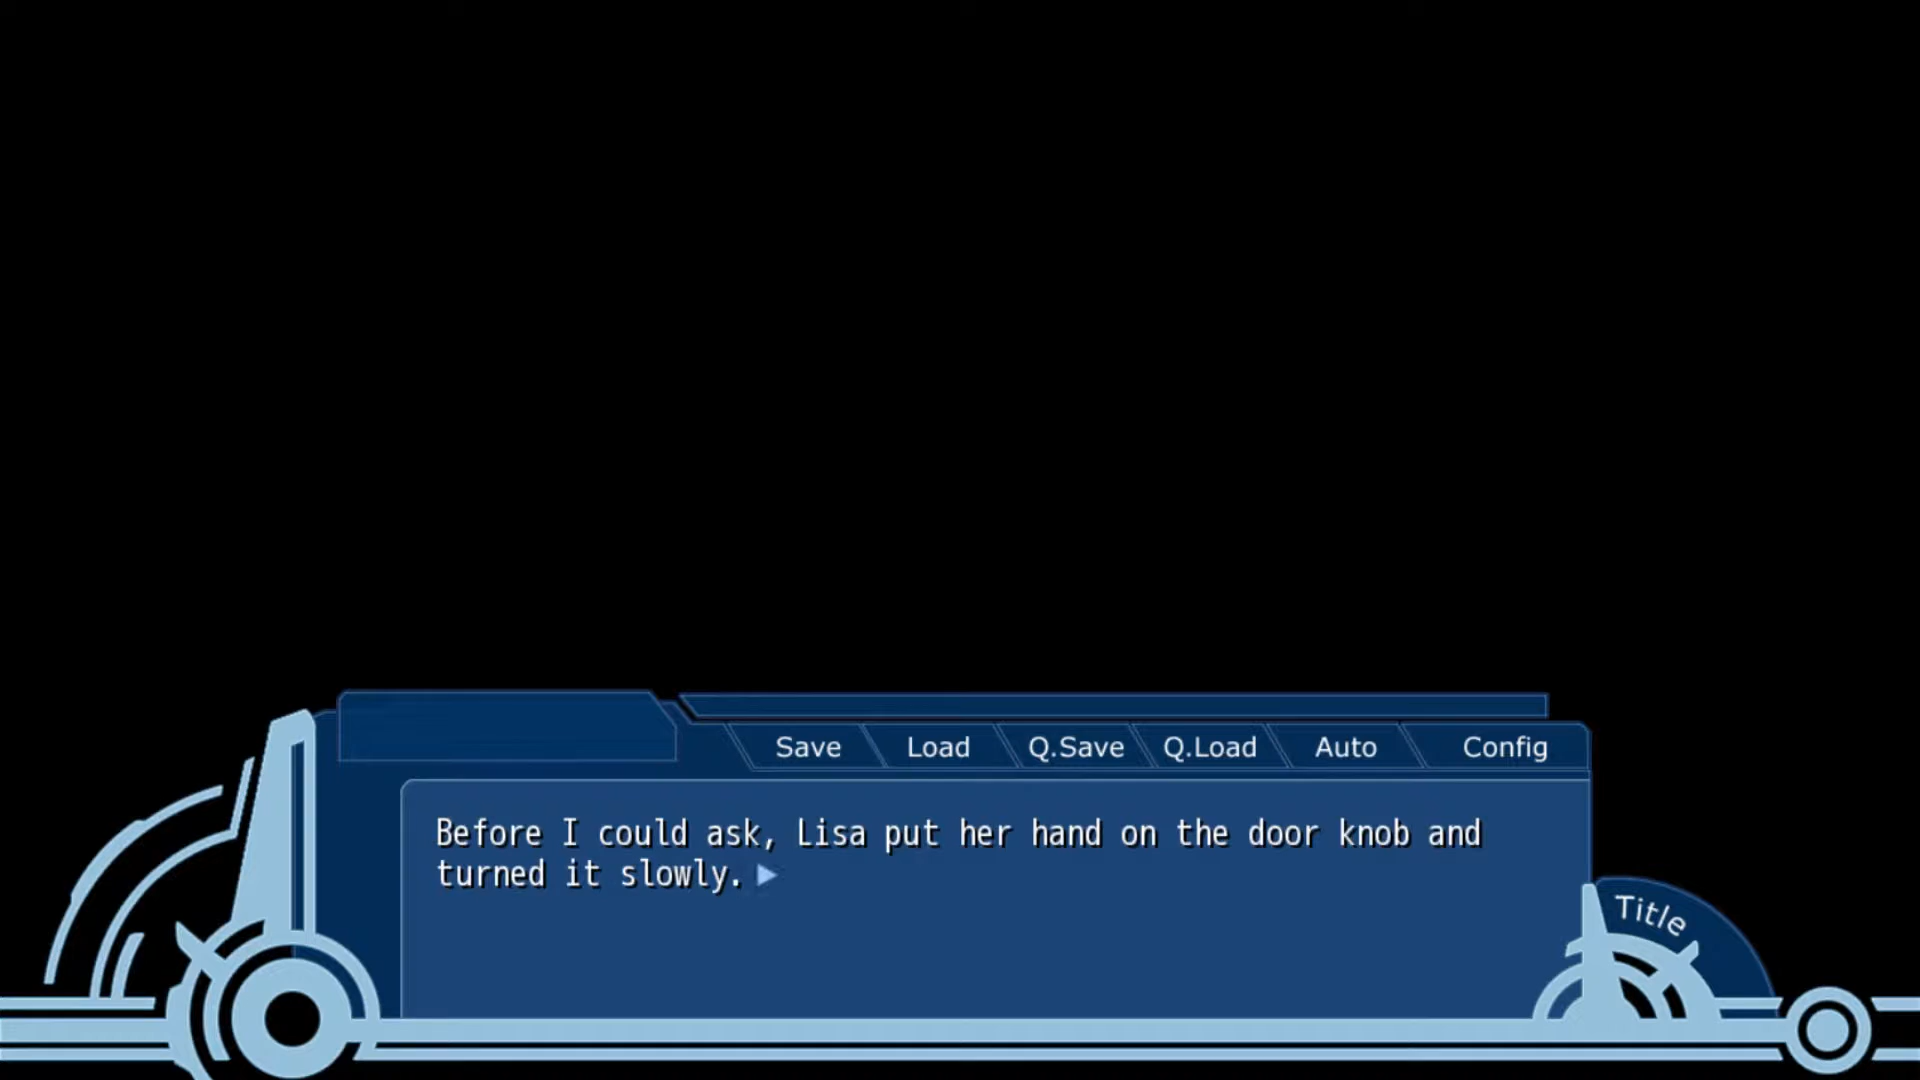 Save Load Q.Save Q.Load Auto Config
Before I could ask, Lisa put her hand on the door knob and
turned it slowly.
Title